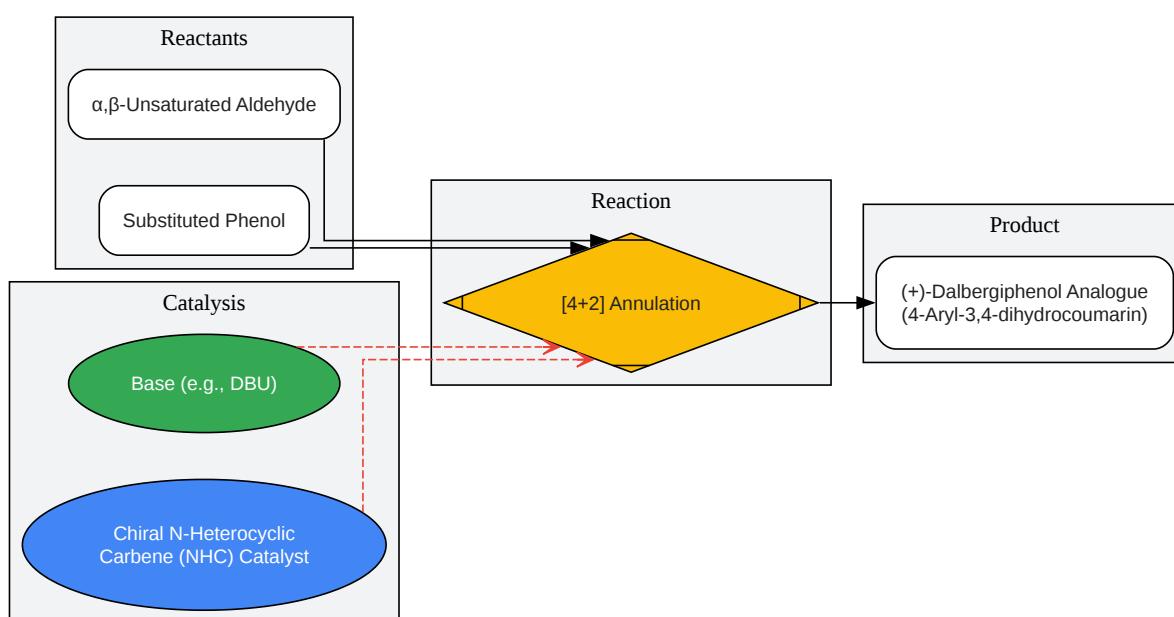 Reactants
α,β-Unsaturated Aldehyde
Substituted Phenol
Catalysis
Base (e.g., DBU)
Chiral N-Heterocyclic
Carbene (NHC) Catalyst
Reaction
[4+2] Annulation
Product
(+)-Dalbergiphenol Analogue
(4-Aryl-3,4-dihydrocoumarin)